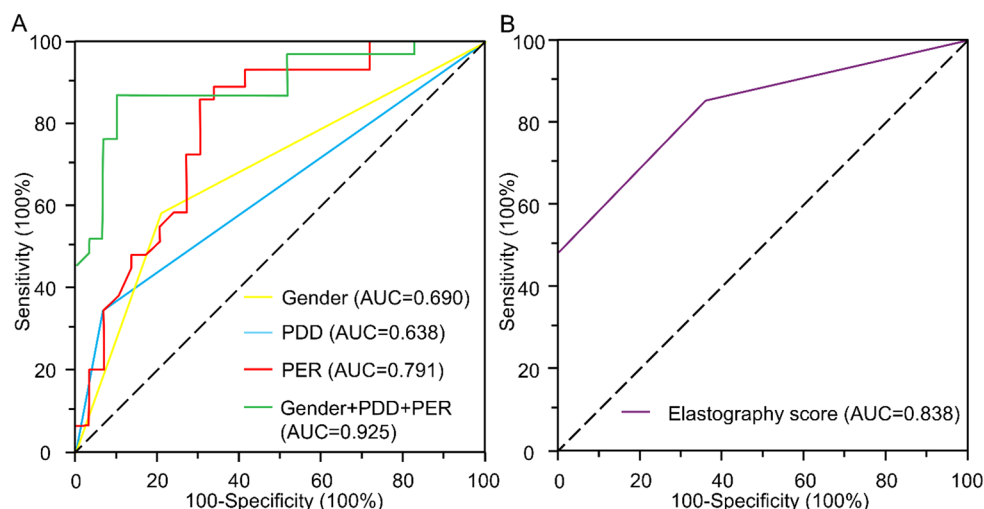 A
100
80
60
40
20
0
Sensitivity (100%)
Gender (AUC=0.690)
PDD (AUC=0.638)
PER (AUC=0.791)
Gender+PDD+PER
(AUC=0.925)
0 20 40 60 80 100
100-Specificity (100%)
B
100
80
60
40
20
0
Sensitivity (100%)
Elastography score (AUC=0.838)
0 20 40 60 80 100
100-Specificity (100%)